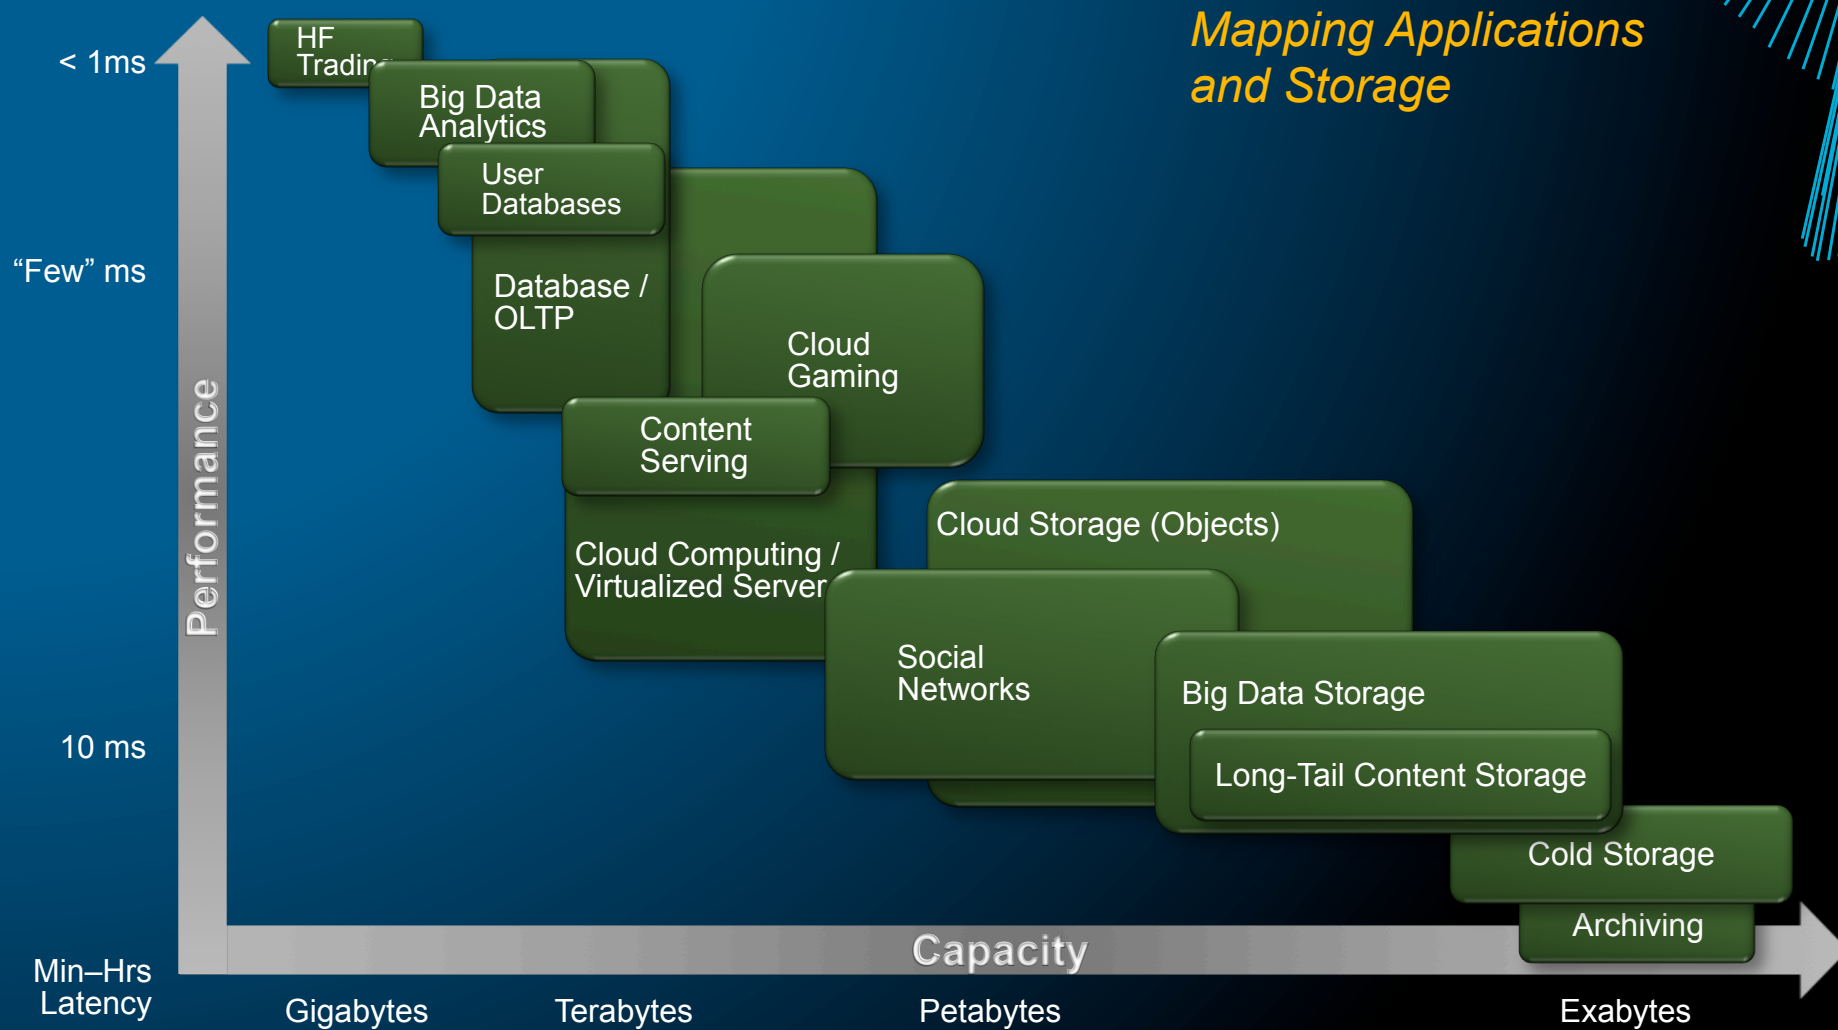 Mapping Applications
and Storage
< 1ms
“Few” ms
10 ms
Min–Hrs
Latency
Performance
HF
Trading
Big Data
Analytics
User
Databases
Database /
OLTP
Cloud
Gaming
Content
Serving
Cloud Computing /
Virtualized Server
Cloud Storage (Objects)
Social
Networks
Big Data Storage
Long-Tail Content Storage
Cold Storage
Archiving
Capacity
Gigabytes
Terabytes
Petabytes
Exabytes